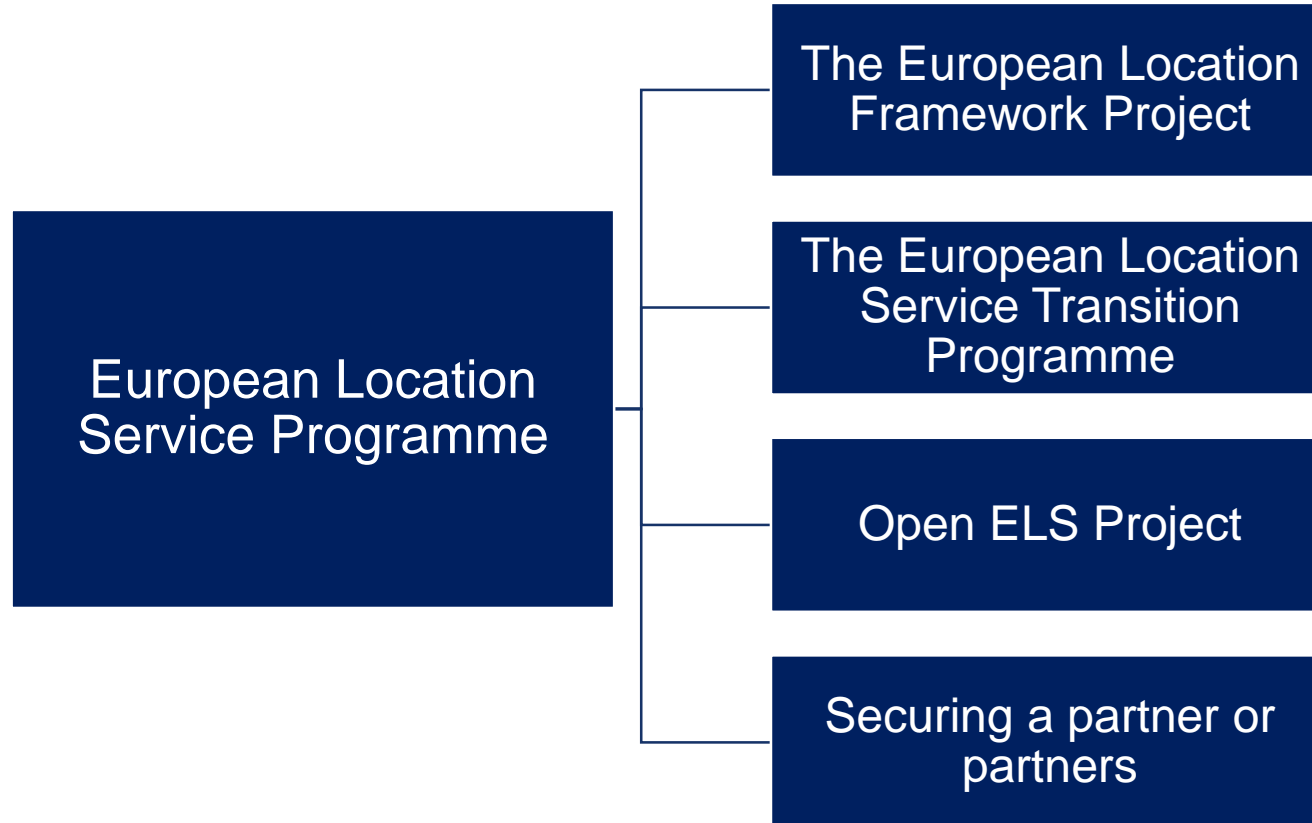 European Location
Service Programme
The European Location
Framework Project
The European Location
Service Transition
Programme
Open ELS Project
Securing a partner or
partners